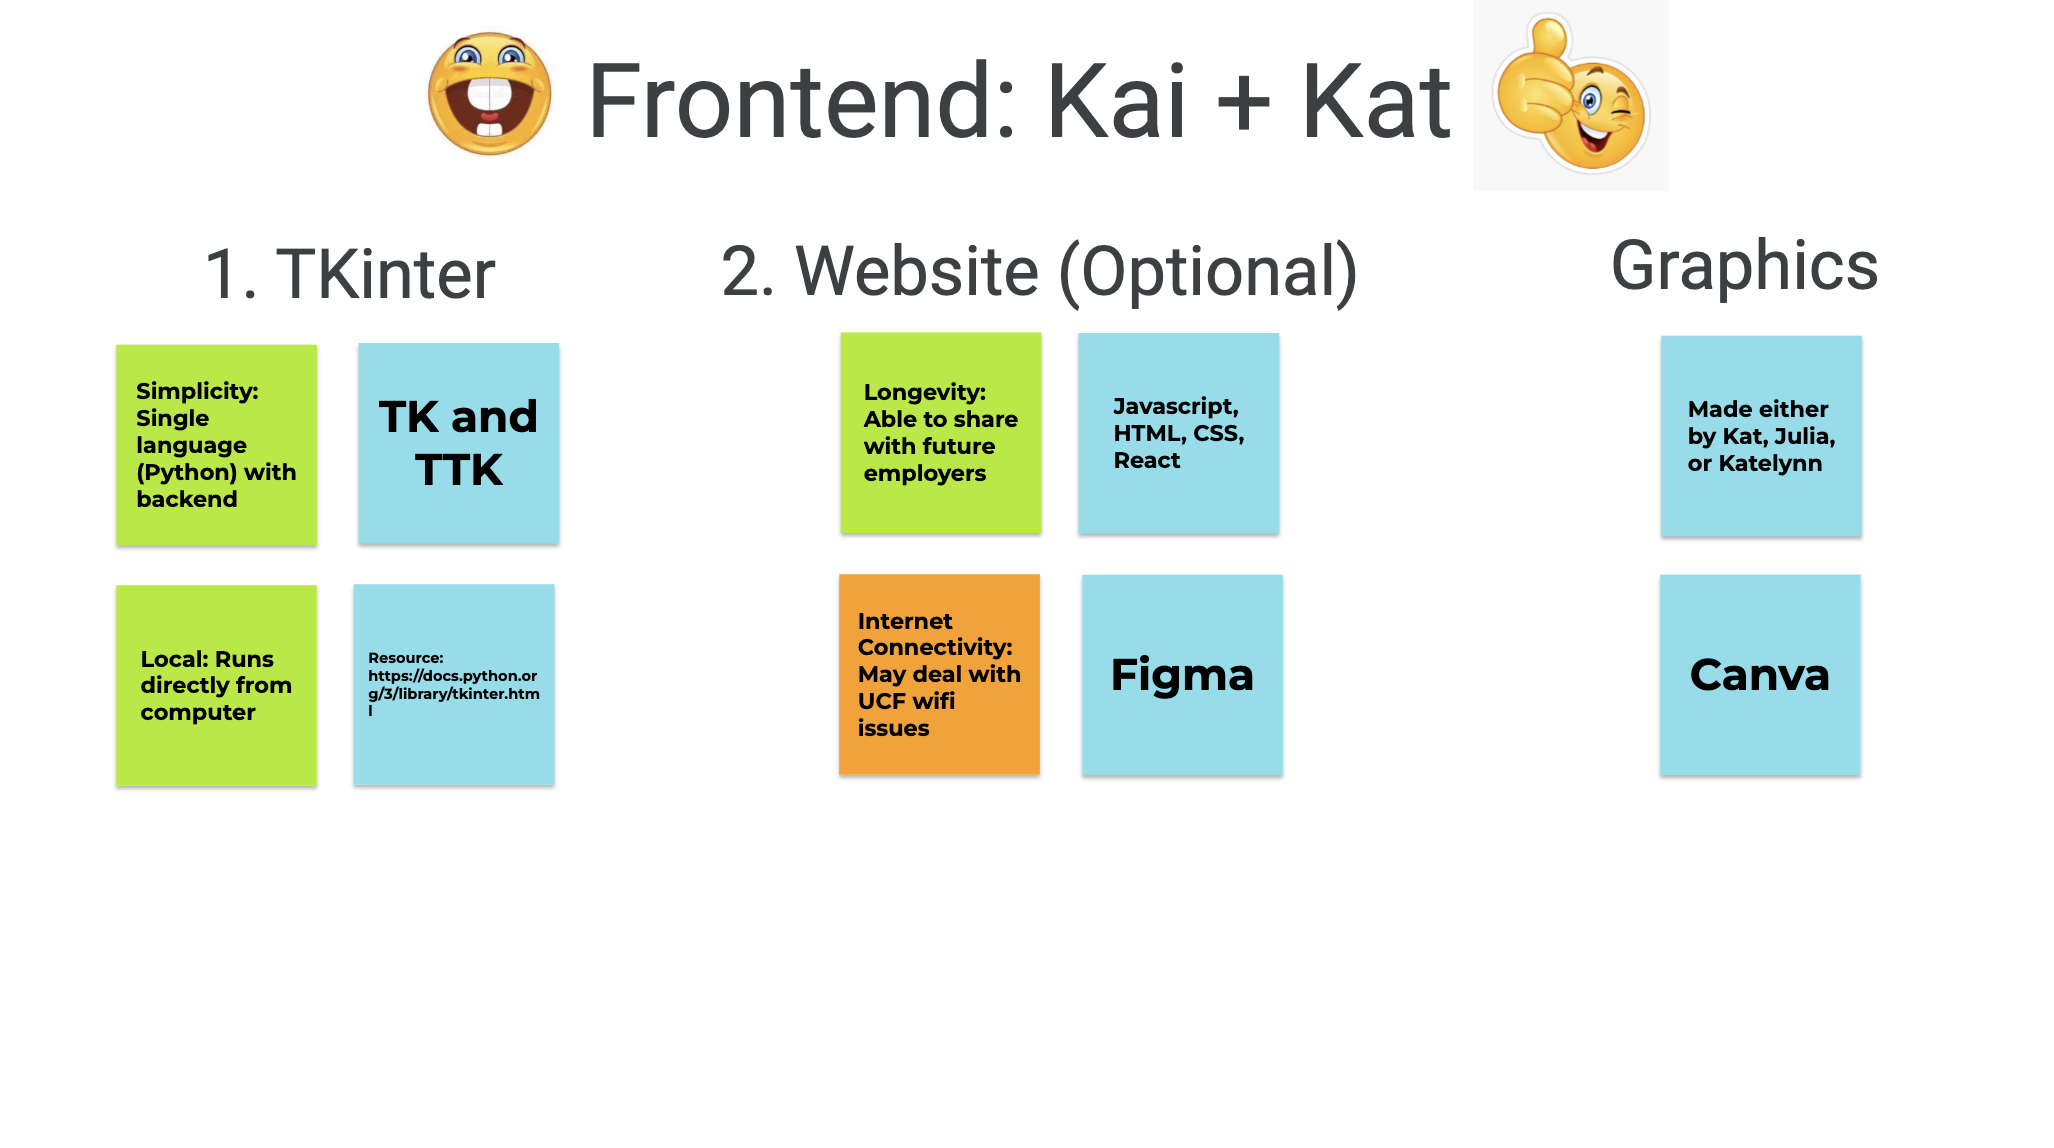 Frontend: Kai + Kat
1. TKinter
Simplicity:
Single
language
(Python) with
backend
TK and
TTK
Local: Runs
directly from
computer
Resource:
https://docs.python.or
g/3/library/tkinter.htm
l
2. Website (Optional)
Longevity:
Able to share
with future
employers
Javascript,
HTML, CSS,
React
Internet
Connectivity:
May deal with
UCF wifi
issues
Figma
Graphics
Made either
by Kat, Julia,
or Katelynn
Canva